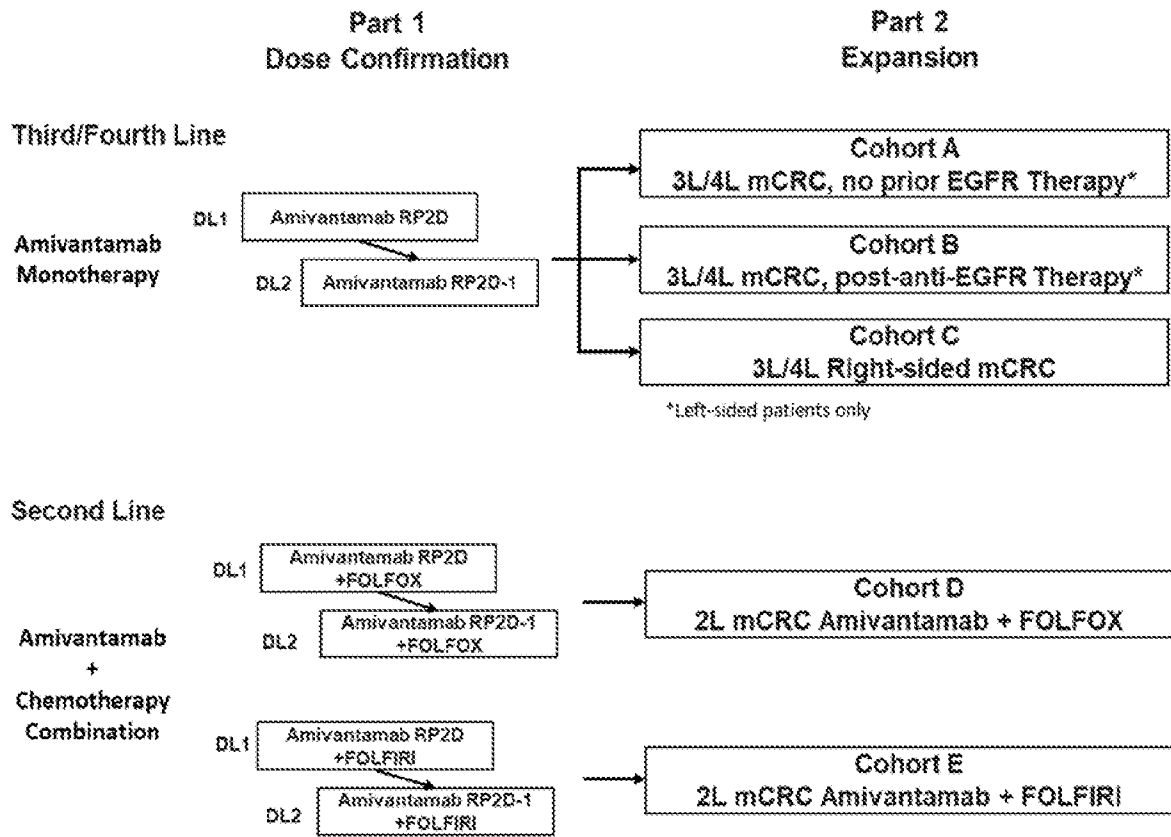 Part 1
Dose Confirmation
Part 2
Expansion
Third/Fourth Line
Amivantamab
Monotherapy
DL1
Amivantamab RP2D
DL2
Amivantamab RP2D-1
Cohort A
3L/4L mCRC, no prior EGFR Therapy*
Cohort B
3L/4L mCRC, post-anti-EGFR Therapy*
Cohort C
3L/4L Right-sided mCRC
*Left-sided patients only
Second Line
Amivantamab
+
Chemotherapy
Combination
DL1
Amivantamab RP2D
+FOLFOX
DL2
Amivantamab RP2D-1
+FOLFOX
Cohort D
2L mCRC Amivantamab + FOLFOX
DL1
Amivantamab RP2D
+FOLFIRI
DL2
Amivantamab RP2D-1
+FOLFIRI
Cohort E
2L mCRC Amivantamab + FOLFIRI